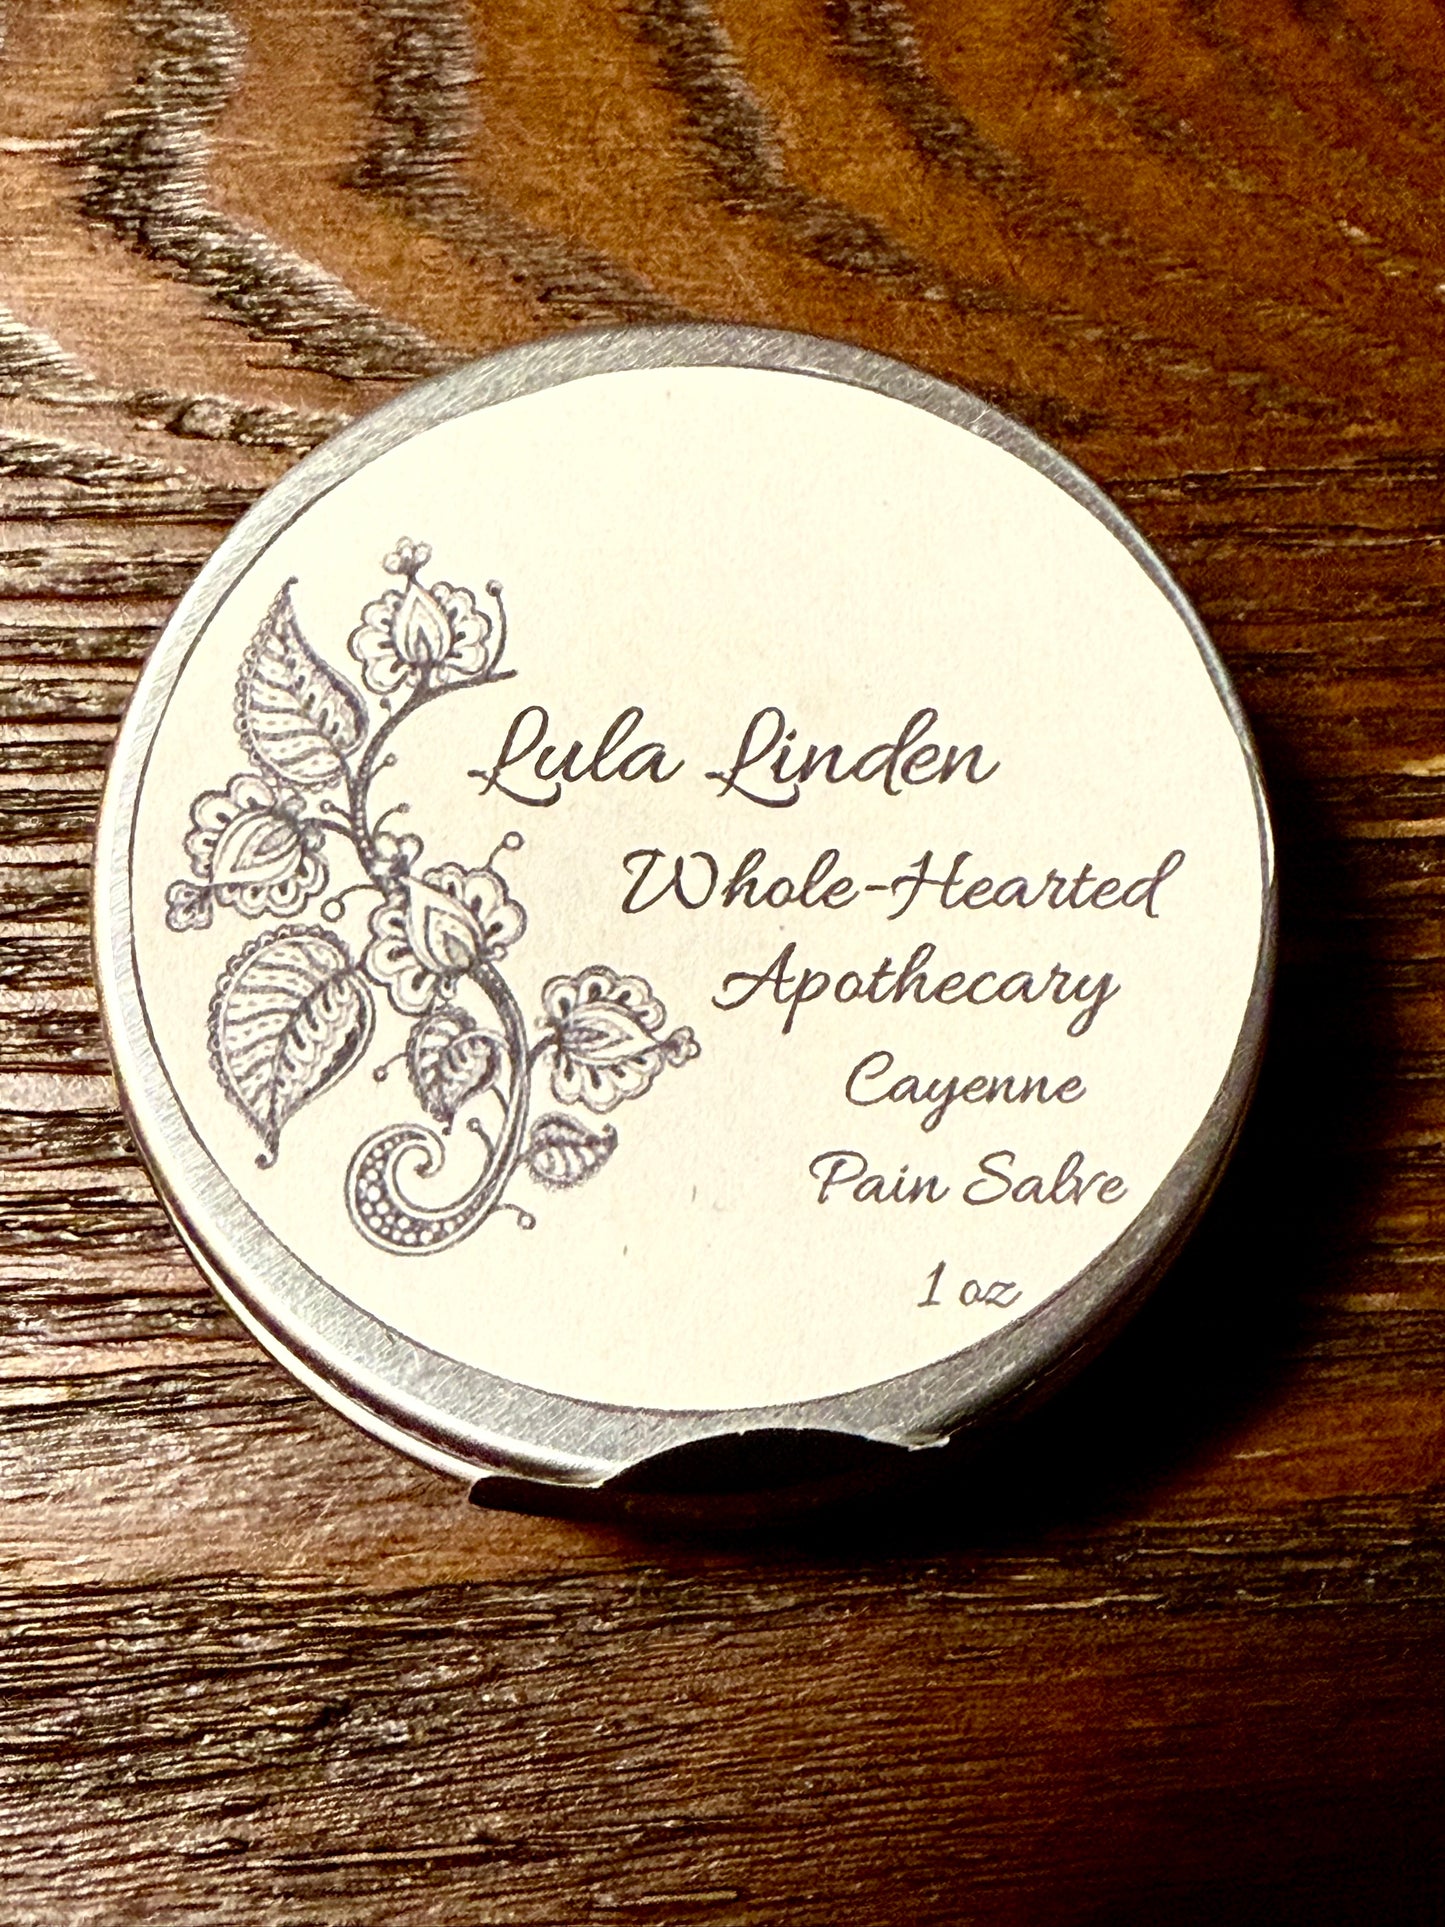 Lula Linden
Whole-Hearted
Apothecary
Cayenne
Pain Salve
1 oz